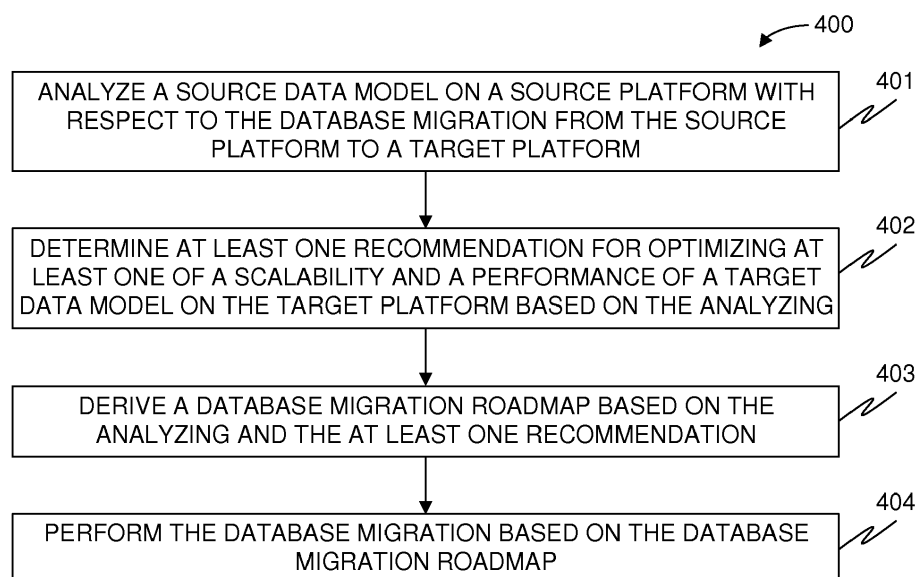 400
ANALYZE A SOURCE DATA MODEL ON A SOURCE PLATFORM WITH
RESPECT TO THE DATABASE MIGRATION FROM THE SOURCE
PLATFORM TO A TARGET PLATFORM
401
DETERMINE AT LEAST ONE RECOMMENDATION FOR OPTIMIZING AT
LEAST ONE OF A SCALABILITY AND A PERFORMANCE OF A TARGET
DATA MODEL ON THE TARGET PLATFORM BASED ON THE ANALYZING
402
DERIVE A DATABASE MIGRATION ROADMAP BASED ON THE
ANALYZING AND THE AT LEAST ONE RECOMMENDATION
403
PERFORM THE DATABASE MIGRATION BASED ON THE DATABASE
MIGRATION ROADMAP
404